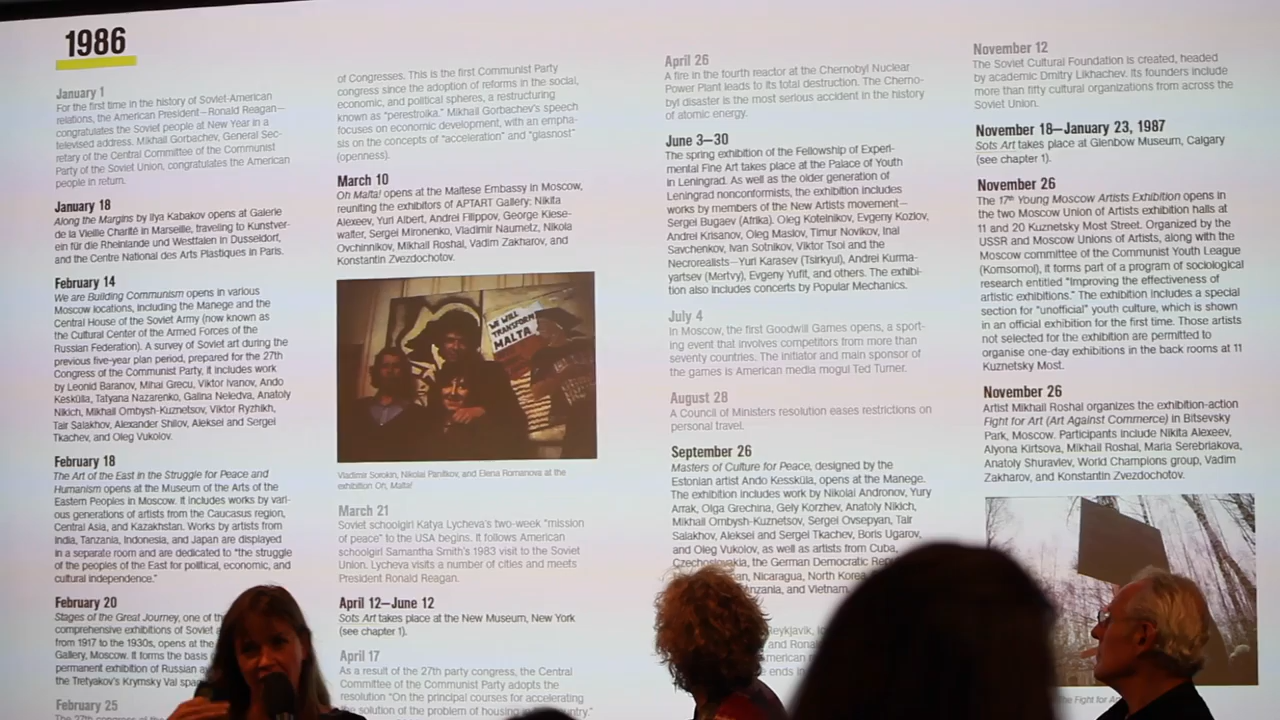 1986
January 1
For the first time in the history of Soviet-American
relations, the American President—Ronald Reagan—
congratulates the Soviet people at New Year in a
televised address. Mikhail Gorbachev, General Sec-
retary of the Central Committee of the Communist
Party of the Soviet Union, congratulates the American
people in return.
January 18
Along the Margins by Ilya Kabakov opens at Galerie
de la Vieille Charité in Marseille, traveling to Kunstver-
ein für die Rheinlande und Westfalen in Dusseldorf,
and the Centre National des Arts Plastiques in Paris.
February 14
We are Building Communism opens in various
Moscow locations, including the Manege and the
Central House of the Soviet Army (now known as
the Cultural Center of the Armed Forces of the
Russian Federation). A survey of Soviet art during the
previous five-year plan period, prepared for the 27th
Congress of the Communist Party, it includes work
by Leonid Baranov, Mihai Grecu, Viktor Ivanov, Ando
Keskülla, Tatyana Nazarenko, Galina Neledva, Anatoly
Nikich, Mikhail Ombysh-Kuznetsov, Viktor Ryzhikh,
Tair Salakhov, Alexander Shilov, Aleksei and Sergei
Tkachev, and Oleg Vukolov.
February 18
The Art of the East in the Struggle for Peace and
Humanism opens at the Museum of the Arts of the
Eastern Peoples in Moscow. It includes works by vari-
ous generations of artists from the Caucasus region,
Central Asia, and Kazakhstan. Works by artists from
India, Tanzania, Indonesia, and Japan are displayed
in a separate room and are dedicated to "the struggle
of the peoples of the East for political, economic, and
cultural independence."
February 20
Stages of the Great Journey, one of th
comprehensive exhibitions of Soviet a
from 1917 to the 1930s, opens at the
Gallery, Moscow. It forms the basis
permanent exhibition of Russian a
the Tretyakov's Krymsky Val spa
February 25
The 27th congress of the
of Congresses. This is the first Communist Party
congress since the adoption of reforms in the social,
economic, and political spheres, a restructuring
known as "perestroika." Mikhail Gorbachev's speech
focuses on economic development, with an empha-
sis on the concepts of "acceleration" and "glasnost"
(openness).
March 10
Oh Malta! opens at the Maltese Embassy in Moscow,
reuniting the exhibitors of APTART Gallery: Nikita
Alexeev, Yuri Albert, Andrei Filippov, George Kiese-
walter, Sergei Mironenko, Vladimir Naumetz, Nikola
Ovchinnikov, Mikhail Roshal, Vadim Zakharov, and
Konstantin Zvezdochotov.
WE WILL
TRANSFORM
MALTA
Vladimir Sorokin, Nikolai Panitkov, and Elena Romanova at the
exhibition Oh, Malta!
March 21
Soviet schoolgirl Katya Lycheva's two-week "mission
of peace" to the USA begins. It follows American
schoolgirl Samantha Smith's 1983 visit to the Soviet
Union. Lycheva visits a number of cities and meets
President Ronald Reagan.
April 12—June 12
Sots Art takes place at the New Museum, New York
(see chapter 1).
April 17
As a result of the 27th party congress, the Central
Committee of the Communist Party adopts the
resolution "On the principal courses for accelerating
the solution of the problem of housing in country."
April 26
A fire in the fourth reactor at the Chernobyl Nuclear
Power Plant leads to its total destruction. The Cherno-
byl disaster is the most serious accident in the history
of atomic energy.
June 3—30
The spring exhibition of the Fellowship of Experi-
mental Fine Art takes place at the Palace of Youth
in Leningrad. As well as the older generation of
Leningrad nonconformists, the exhibition includes
works by members of the New Artists movement—
Sergei Bugaev (Afrika), Oleg Kotelnikov, Evgeny Kozlov,
Andrei Krisanov, Oleg Maslov, Timur Novikov, Inal
Savchenkov, Ivan Sotnikov, Viktor Tsoi and the
Necrorealists—Yuri Karasev (Tsirkyul), Andrei Kurma-
yartsev (Mertvy), Evgeny Yufit, and others. The exhibi-
tion also includes concerts by Popular Mechanics.
July 4
In Moscow, the first Goodwill Games opens, a sport-
ing event that involves competitors from more than
seventy countries. The initiator and main sponsor of
the games is American media mogul Ted Turner.
August 28
A Council of Ministers resolution eases restrictions on
personal travel.
September 26
Masters of Culture for Peace, designed by the
Estonian artist Ando Kesskülla, opens at the Manege.
The exhibition includes work by Nikolai Andronov, Yury
Arrak, Olga Grechina, Gely Korzhev, Anatoly Nikich,
Mikhail Ombysh-Kuznetsov, Sergei Ovsepyan, Tair
Salakhov, Aleksei and Sergei Tkachev, Boris Ugarov,
and Oleg Vukolov, as well as artists from Cuba,
Czechoslovakia, the German Democratic Rep
an, Nicaragua, North Korea
nzania, and Vietnam.
eykjavik, Ic
and Rona
merican
e ends in
November 12
The Soviet Cultural Foundation is created, headed
by academic Dmitry Likhachev. Its founders include
more than fifty cultural organizations from across the
Soviet Union.
November 18—January 23, 1987
Sots Art takes place at Glenbow Museum, Calgary
(see chapter 1).
November 26
The 17th Young Moscow Artists Exhibition opens in
the two Moscow Union of Artists exhibition halls at
11 and 20 Kuznetsky Most Street. Organized by the
USSR and Moscow Unions of Artists, along with the
Moscow committee of the Communist Youth League
(Komsomol), it forms part of a program of sociological
research entitled "Improving the effectiveness of
artistic exhibitions." The exhibition includes a special
section for "unofficial" youth culture, which is shown
in an official exhibition for the first time. Those artists
not selected for the exhibition are permitted to
organise one-day exhibitions in the back rooms at 11
Kuznetsky Most.
November 26
Artist Mikhail Roshal organizes the exhibition-action
Fight for Art (Art Against Commerce) in Bitsevsky
Park, Moscow. Participants include Nikita Alexeev,
Alyona Kirtsova, Mikhail Roshal, Maria Serebriakova,
Anatoly Shuravlev, World Champions group, Vadim
Zakharov, and Konstantin Zvezdochetov.
The Fight for Ar